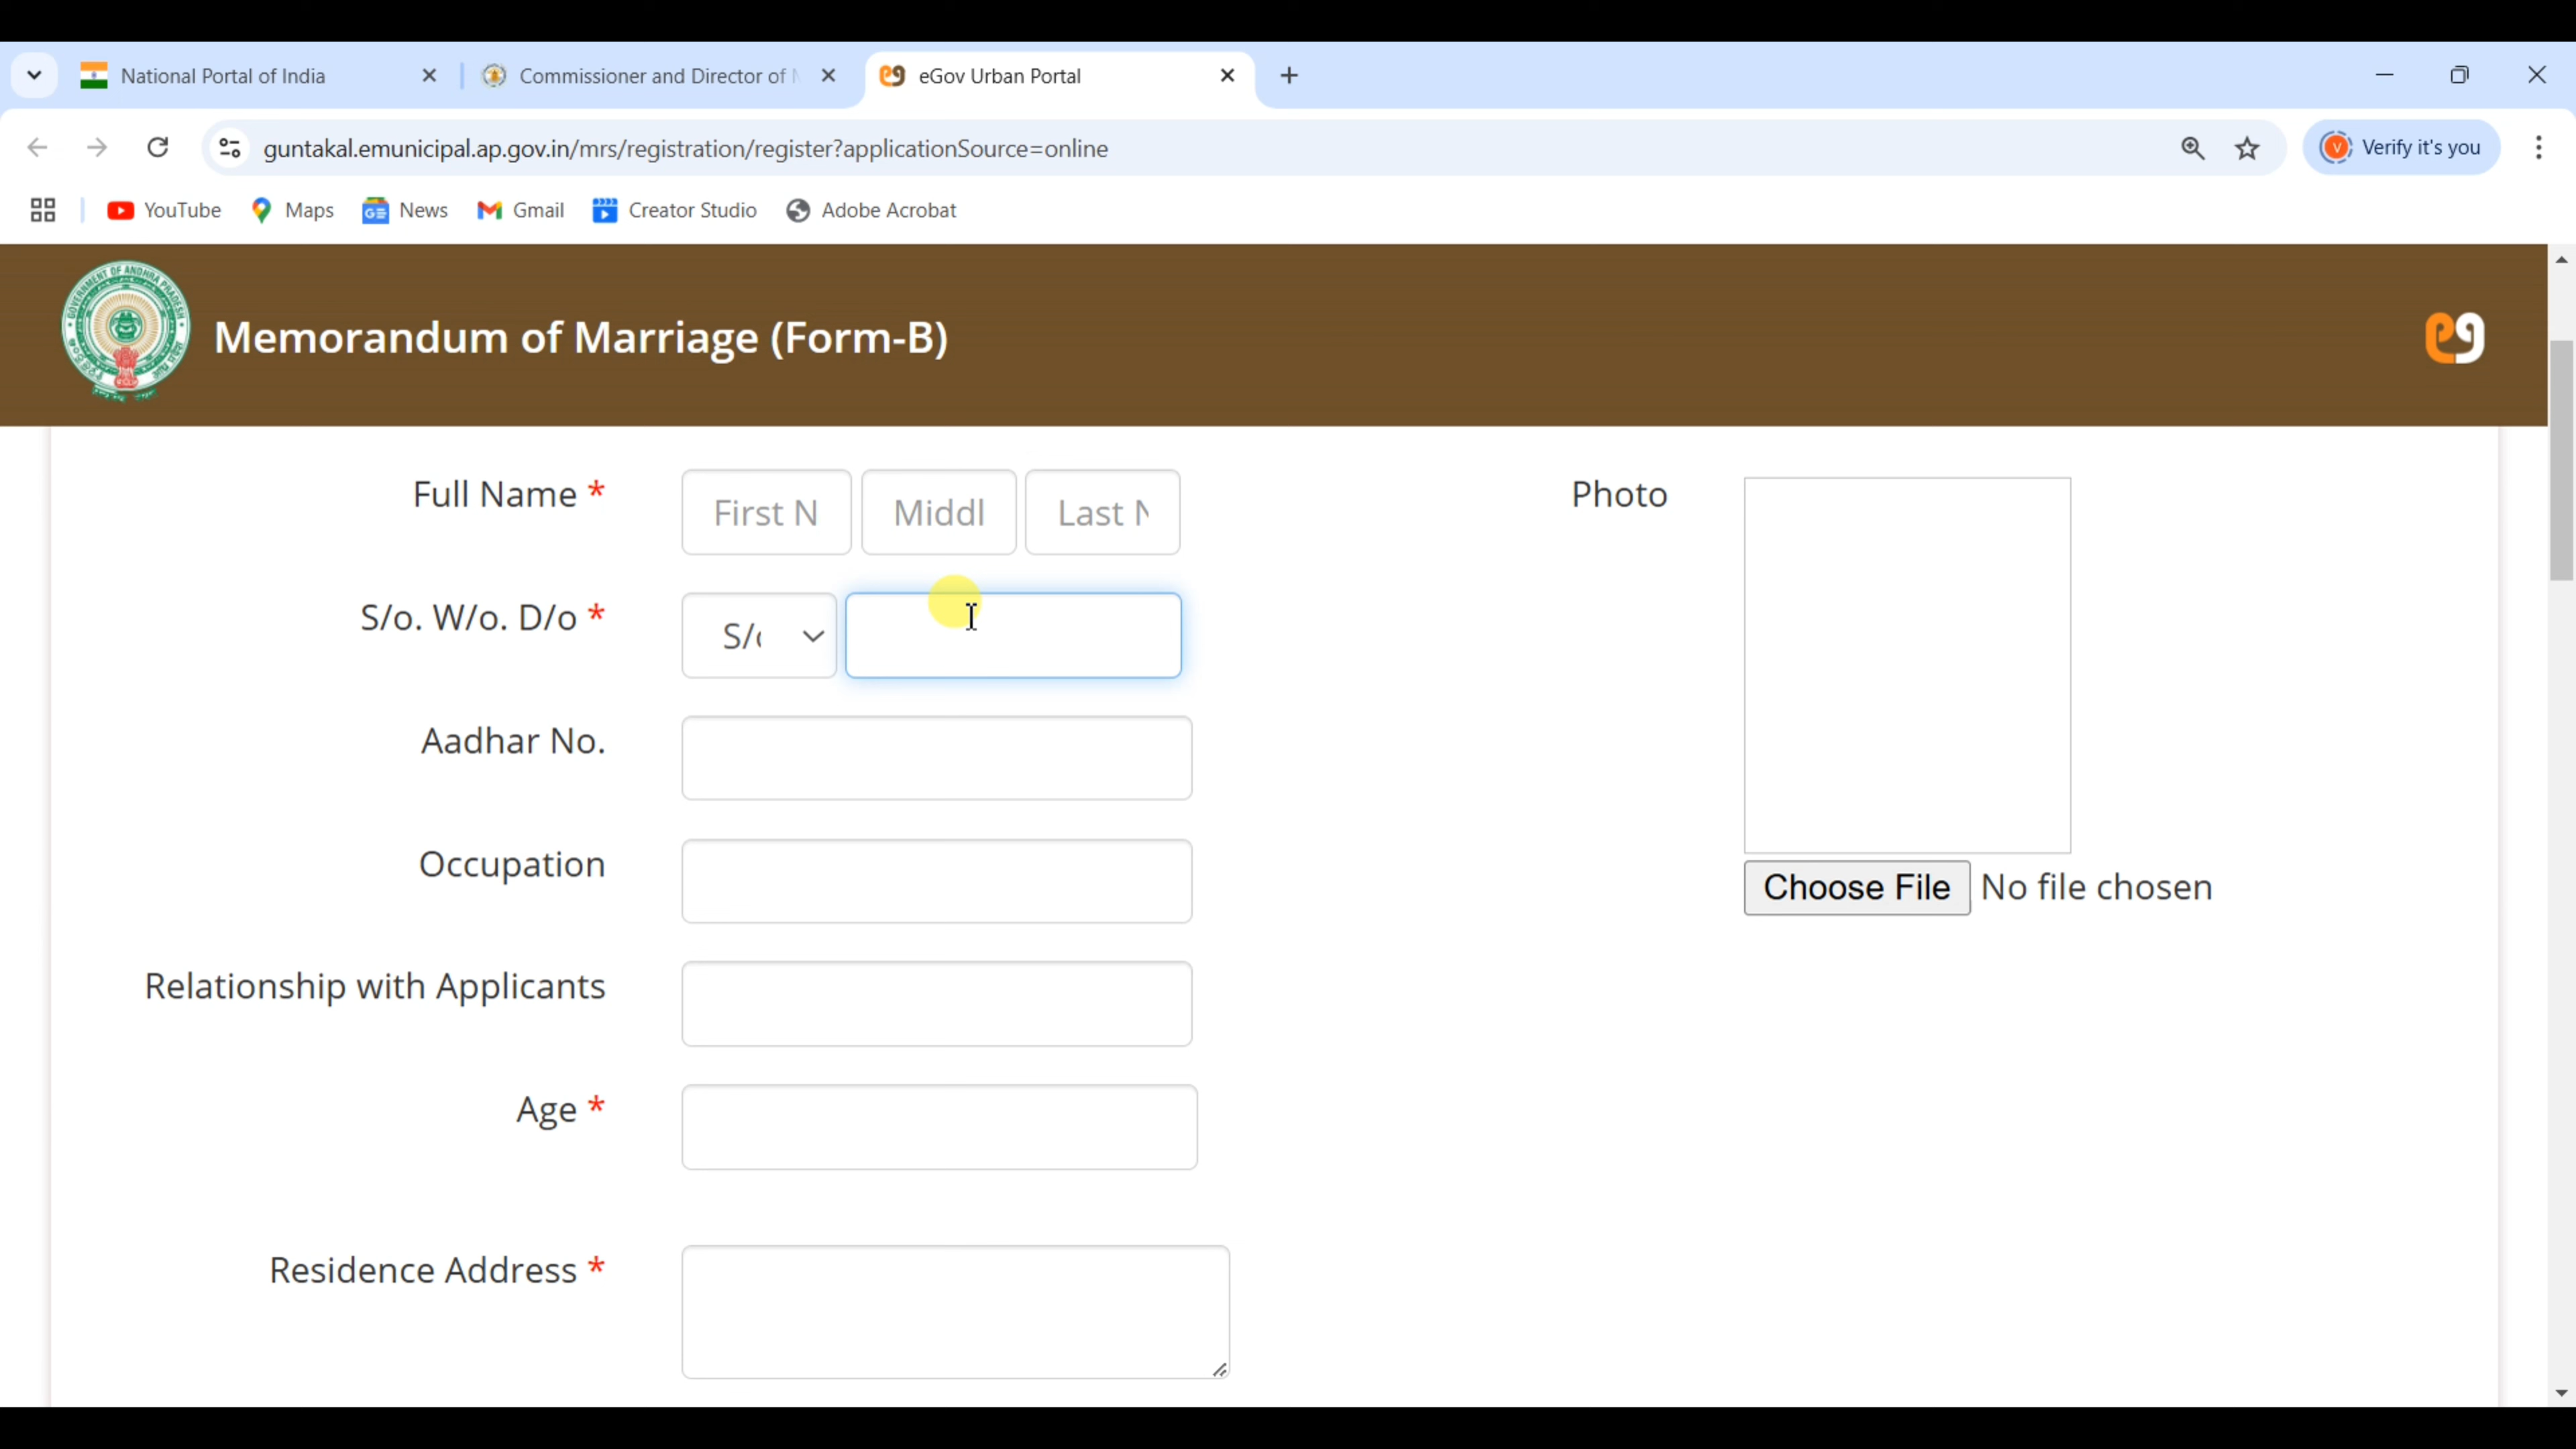 National Portal of India
Commissioner and Director of
eGov Urban Portal
guntakal.emunicipal.ap.gov.in/mrs/registration/register?applicationSource=online
Verify it's you
YouTube
Maps
News
Gmail
Creator Studio
Adobe Acrobat
Memorandum of Marriage (Form-B)
Full Name *
First N
Middl
Last N
Photo
S/o. W/o. D/o *
S/o
Aadhar No.
Occupation
Choose File No file chosen
Relationship with Applicants
Age *
Residence Address *